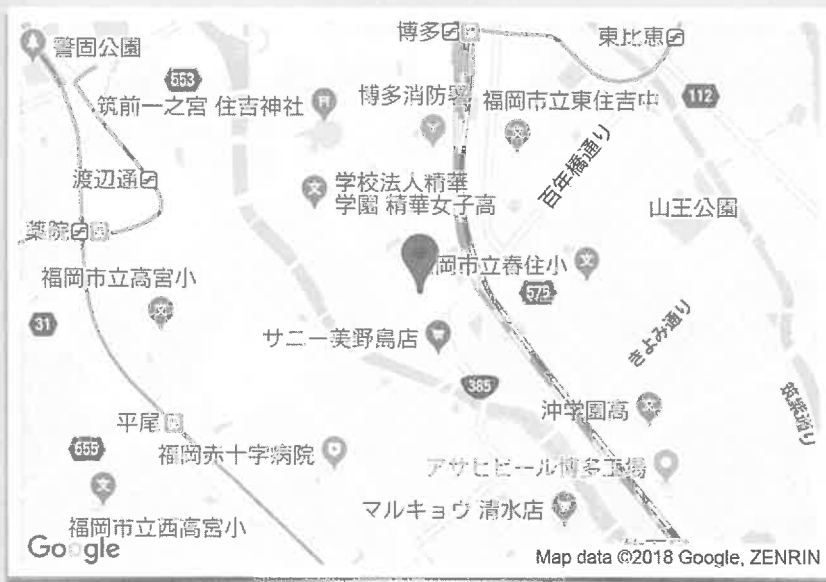 警固公園
博多
東比恵
553
筑前一之宮 住吉神社
博多消防署
福岡市立東住吉中
112
渡辺通
学校法人精華
学園 精華女子高
百年橋通り
山王公園
薬院
福岡市立高宮小
岡市立春住小
575
31
サニー美野島店
きよみ通り
385
筑紫通り
平尾
沖学園高
555
福岡赤十字病院
アサヒビール博多工場
福岡市立西高宮小
マルキョウ 清水店
Google
Map data ©2018 Google, ZENRIN